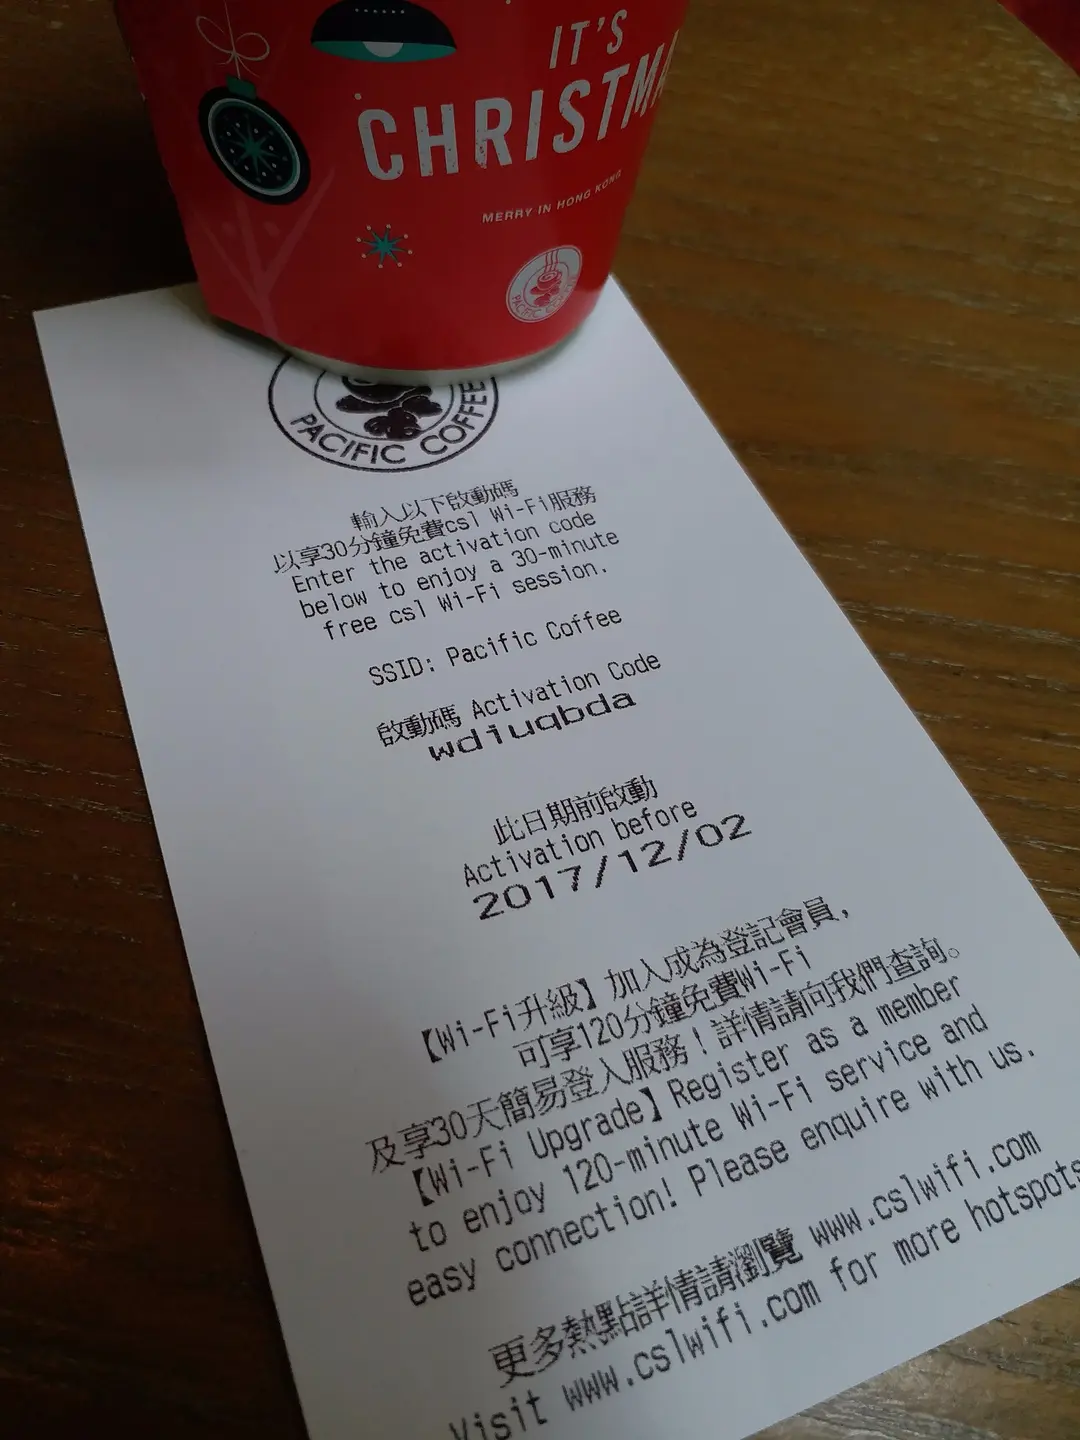 IT'S
CHRISTMA
MERRY IN HONG KONG
PACIFIC COFFEE
PACIFIC COFFEE
輸入以下啟動碼
以享30分鐘免費csl Wi-Fi服務
Enter the activation code
below to enjoy a 30-minute
free csl Wi-Fi session.
SSID: Pacific Coffee
啟動碼 Activation Code
wdiuqbda
此日期前啟動
Activation before
2017/12/02
【Wi-Fi升級】加入成為登記會員，
可享120分鐘免費Wi-Fi
及享30天簡易登入服務！詳情請向我們查詢。
【Wi-Fi Upgrade】Register as a member
to enjoy 120-minute Wi-Fi service and
easy connection! Please enquire with us.
更多熱點詳情請瀏覽 www.cslwifi.com
Visit www.cslwifi.com for more hotspots